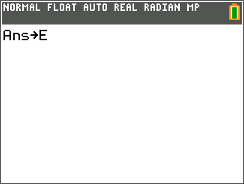 NORMAL FLOAT AUTO REAL RADIAN MP
Ans→E